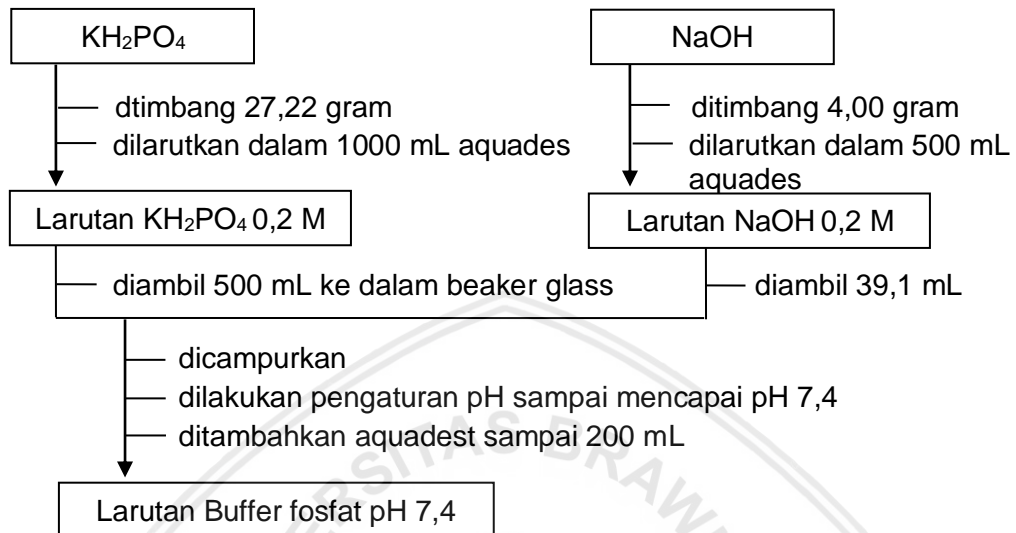 KH₂PO₄
dtimbang 27,22 gram
dilarutkan dalam 1000 mL aquades
Larutan KH₂PO₄ 0,2 M
NaOH
ditimbang 4,00 gram
dilarutkan dalam 500 mL
aquades
Larutan NaOH 0,2 M
diambil 500 mL ke dalam beaker glass
diambil 39,1 mL
dicampurkan
dilakukan pengaturan pH sampai mencapai pH 7,4
ditambahkan aquadest sampai 200 mL
Larutan Buffer fosfat pH 7,4
ERSITAS BRAW